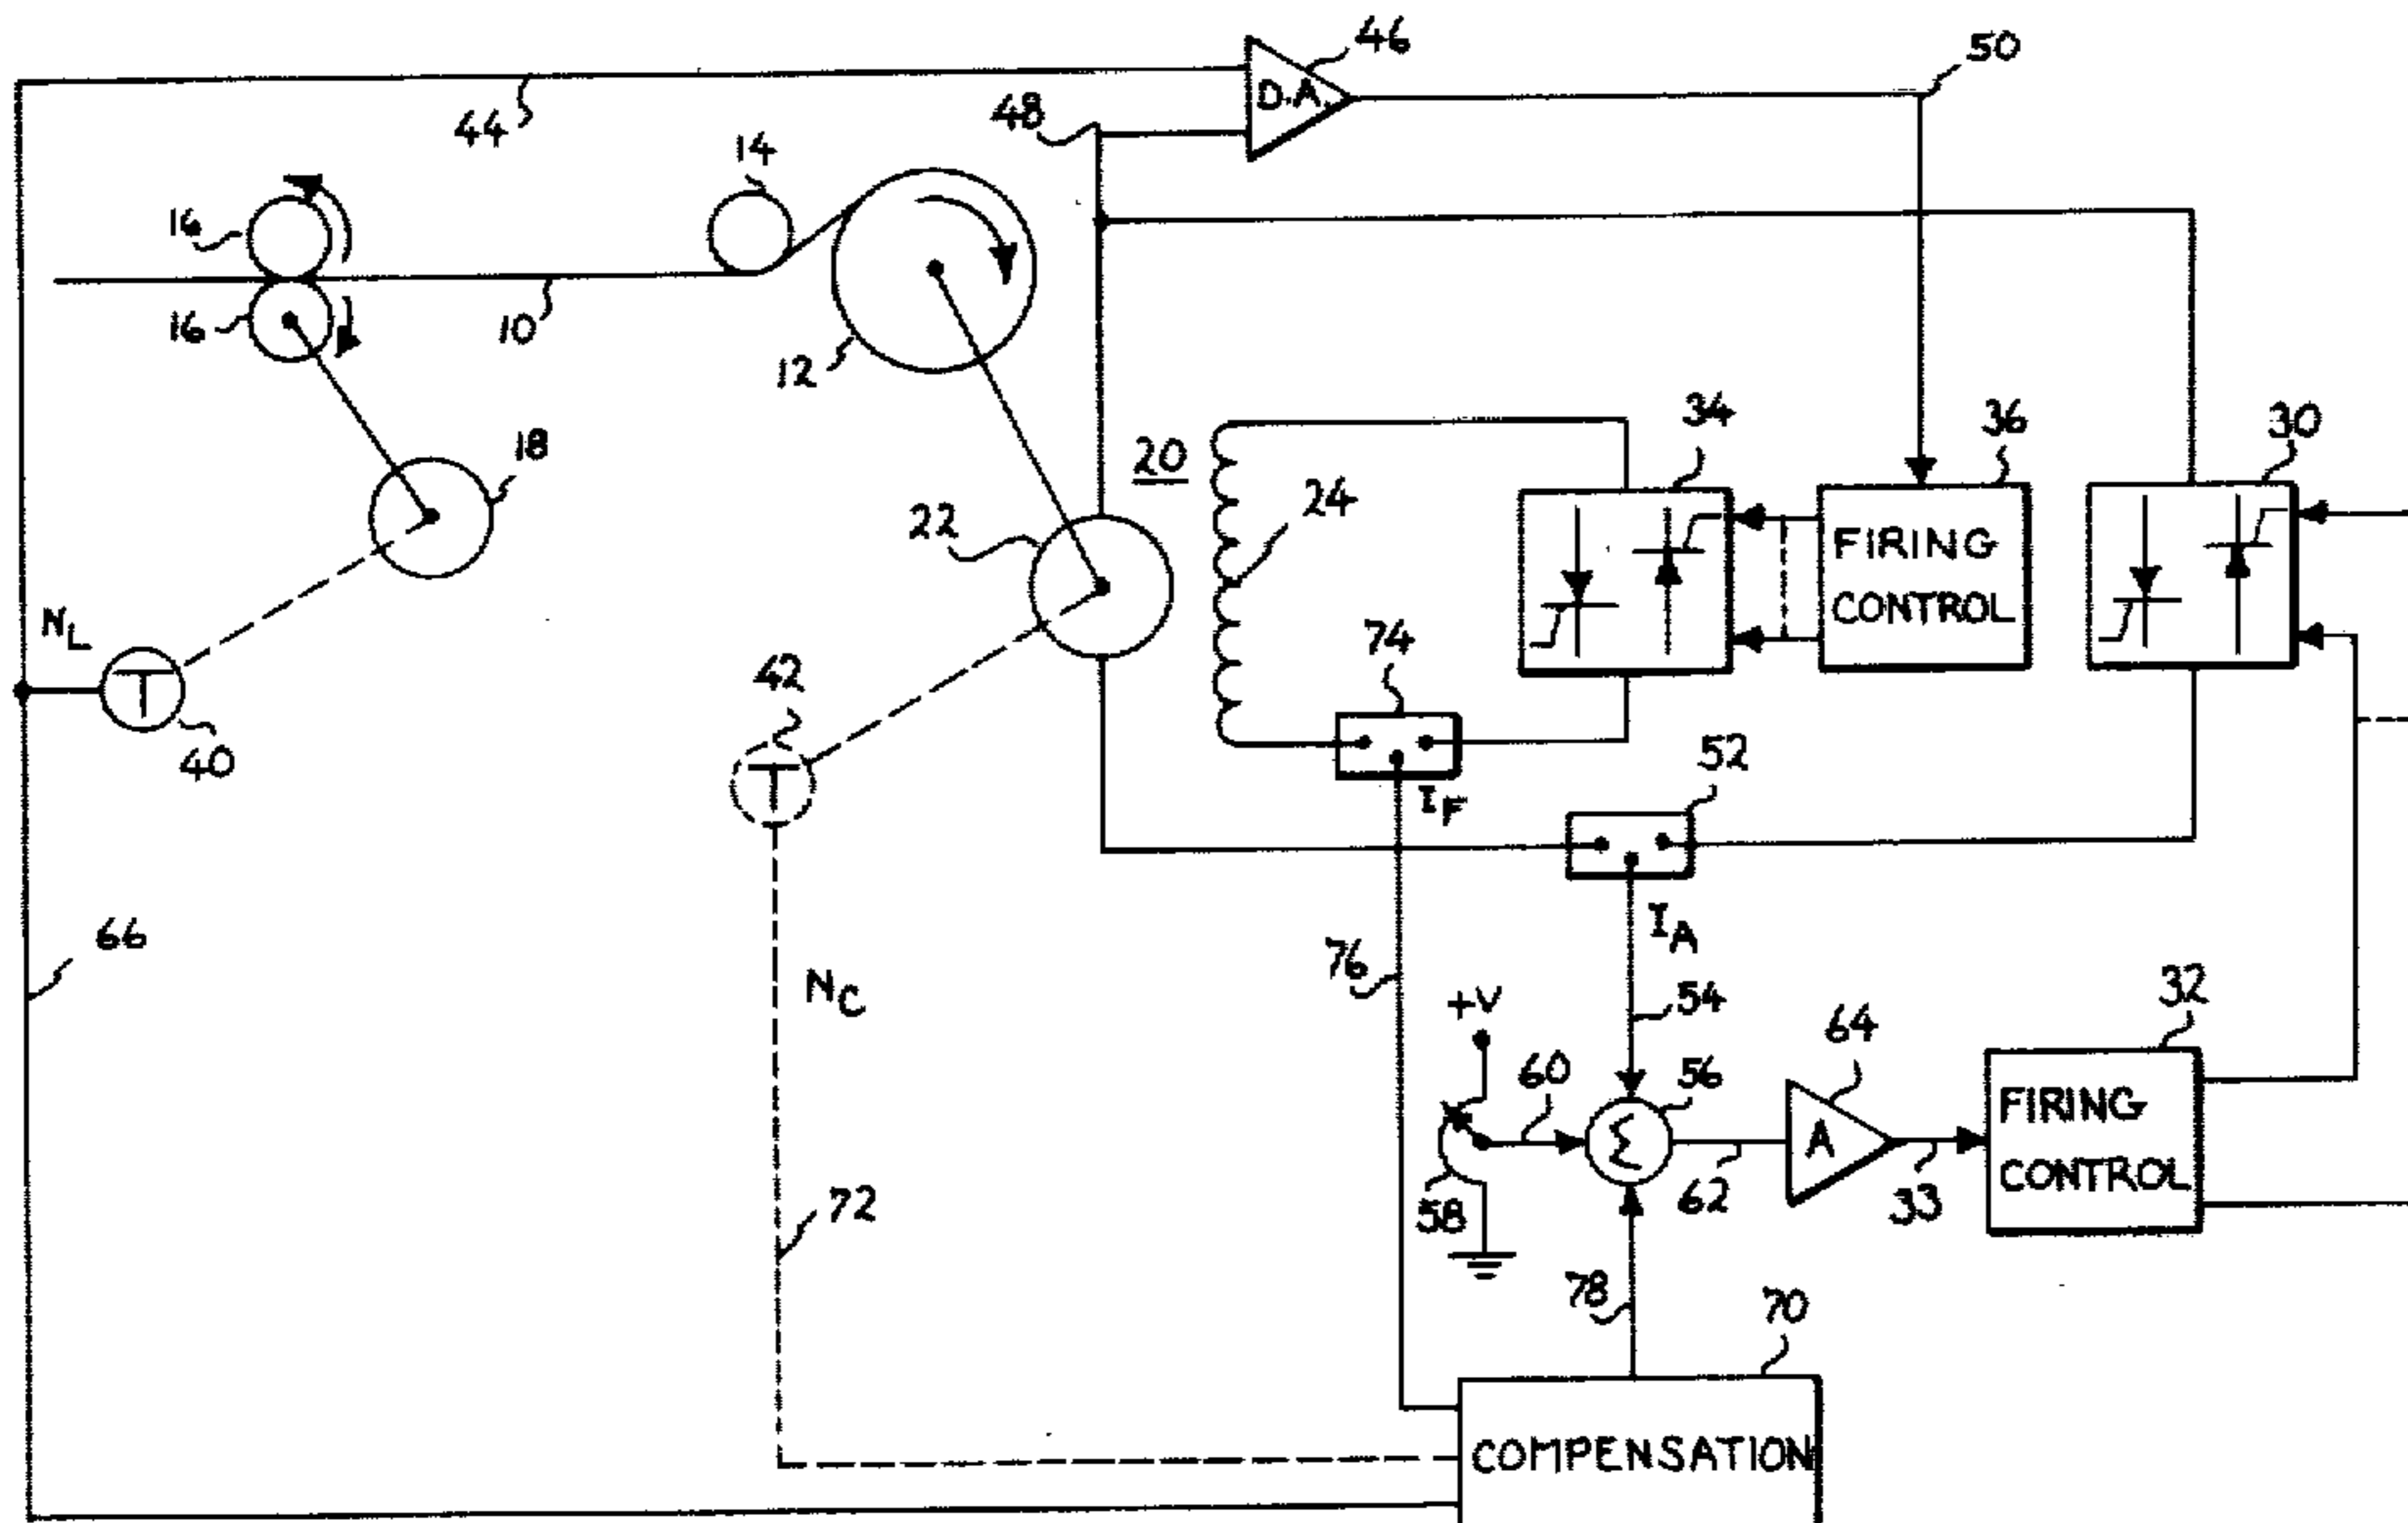 46
50
44
D.A.
48
14
16
16
10
12
18
20
34
36
30
22
24
FIRING
CONTROL
N_L
74
42
40
52
I_F
66
I_A
76
N_C
54
+V
32
64
60
56
FIRING
CONTROL
Σ
A
72
58
62
33
78
70
COMPENSATION
T
T